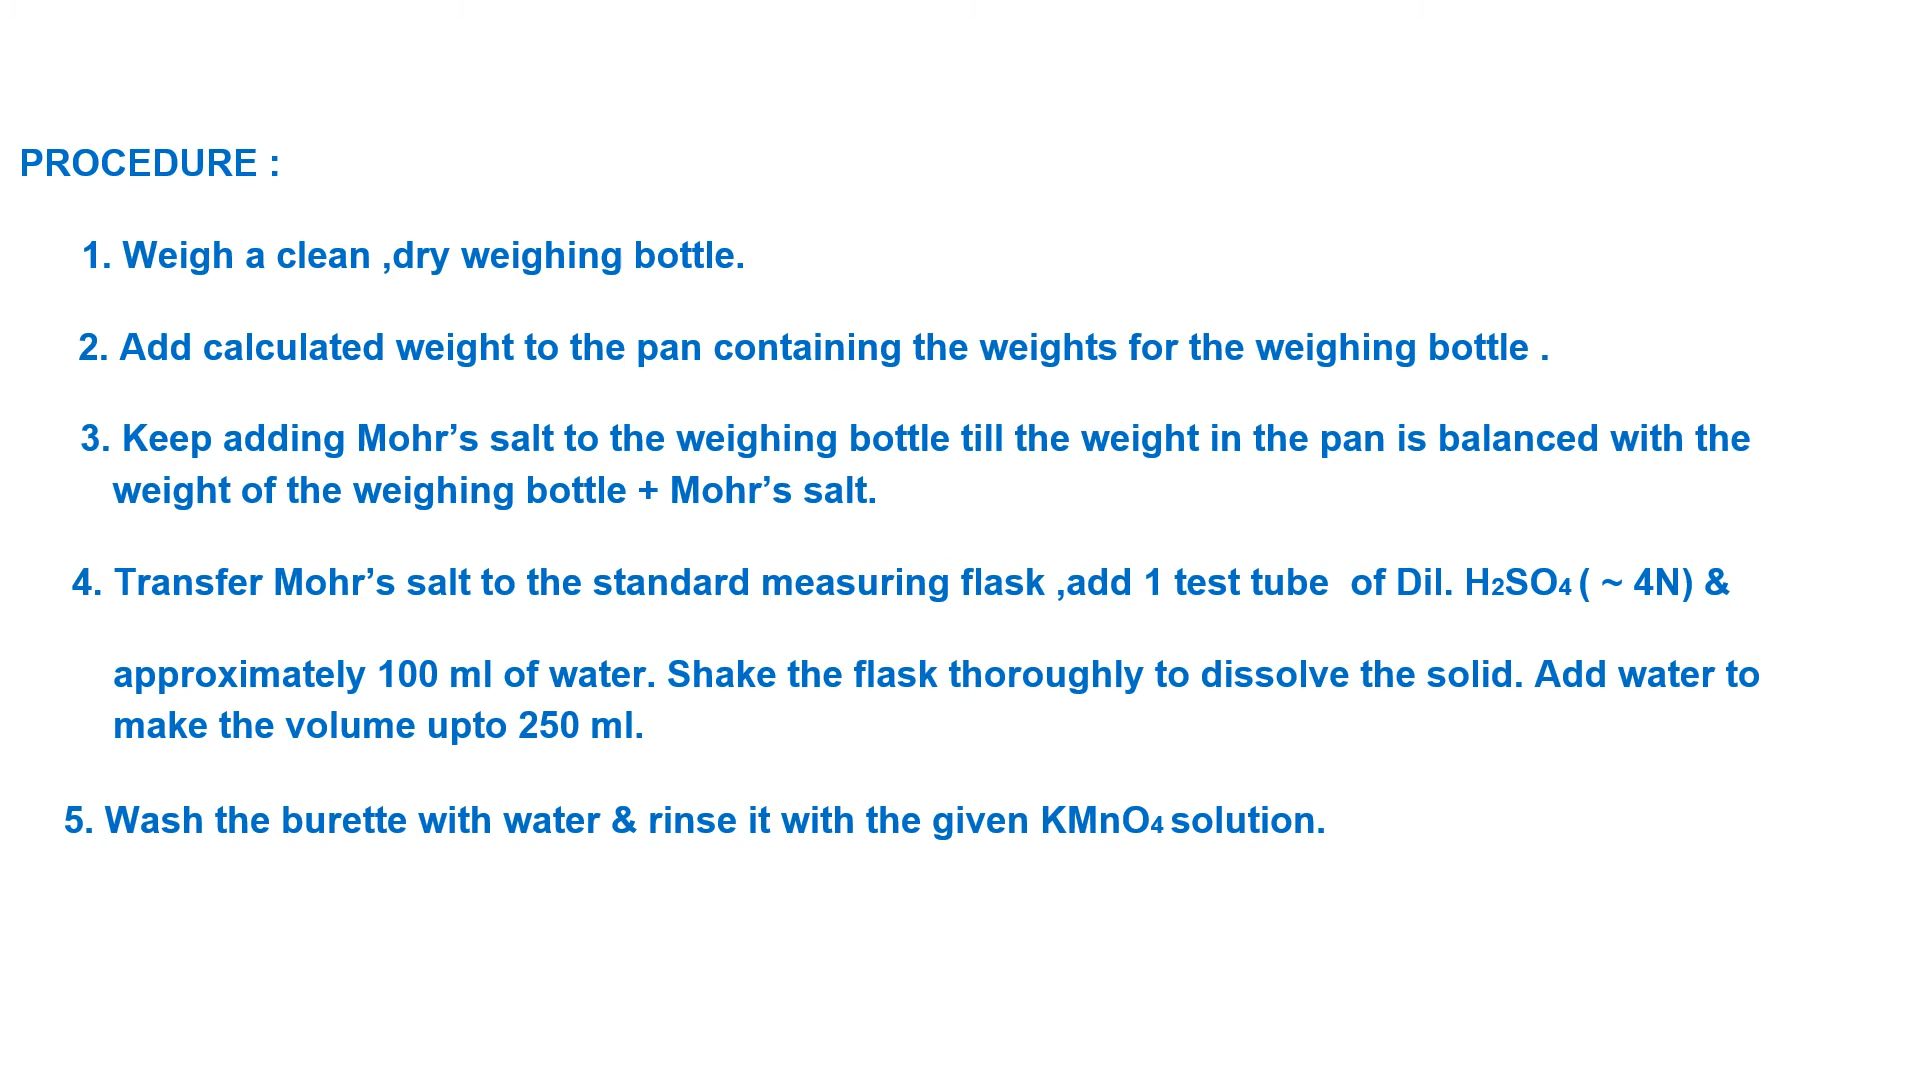 PROCEDURE :
1. Weigh a clean ,dry weighing bottle.
2. Add calculated weight to the pan containing the weights for the weighing bottle .
3. Keep adding Mohr’s salt to the weighing bottle till the weight in the pan is balanced with the
weight of the weighing bottle + Mohr’s salt.
4. Transfer Mohr’s salt to the standard measuring flask ,add 1 test tube  of Dil. H₂SO₄ ( ~ 4N) &
approximately 100 ml of water. Shake the flask thoroughly to dissolve the solid. Add water to
make the volume upto 250 ml.
5. Wash the burette with water & rinse it with the given KMnO₄ solution.